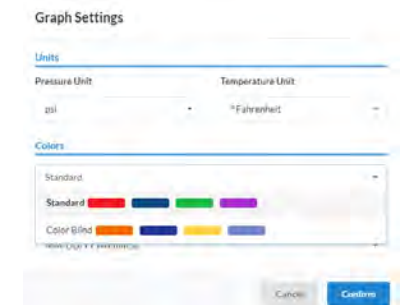 Graph Settings
Units
Pressure Unit Temperature Unit
psi °Fahrenheit
Colors
Standard
Standard
Color Blind
Cancel Confirm